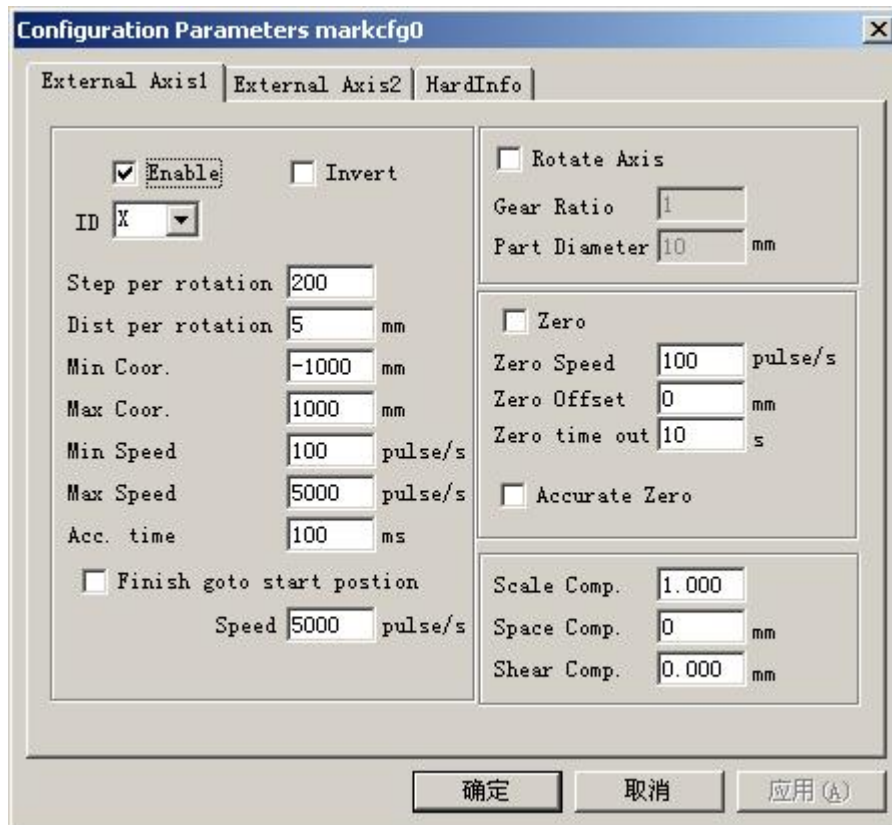 Configuration Parameters markcfg0
External Axis1 External Axis2 HardInfo
Enable Invert
ID X
Step per rotation 200
Dist per rotation 5 mm
Min Coor. -1000 mm
Max Coor. 1000 mm
Min Speed 100 pulse/s
Max Speed 5000 pulse/s
Acc. time 100 ms
Finish goto start postion
Speed 5000 pulse/s
Rotate Axis
Gear Ratio 1
Part Diameter 10 mm
Zero
Zero Speed 100 pulse/s
Zero Offset 0 mm
Zero time out 10 s
Accurate Zero
Scale Comp. 1.000
Space Comp. 0 mm
Shear Comp. 0.000 mm
确定 取消 应用(A)